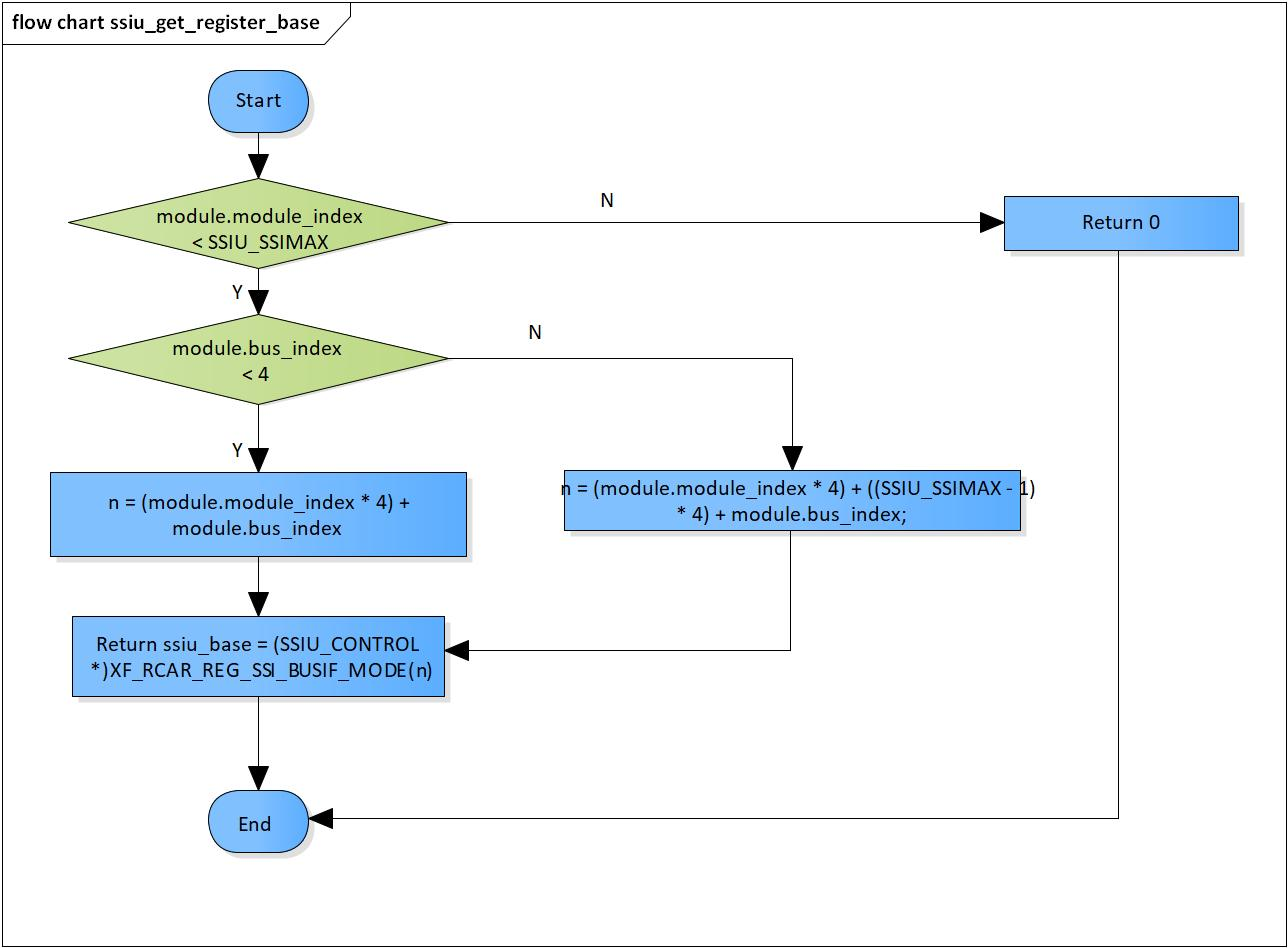 flow chart ssiu_get_register_base
Start
module.module_index
< SSIU_SSIMAX
N
Return 0
Y
module.bus_index
< 4
N
Y
n = (module.module_index * 4) +
module.bus_index
n = (module.module_index * 4) + ((SSIU_SSIMAX - 1)
* 4) + module.bus_index;
Return ssiu_base = (SSIU_CONTROL
*)XF_RCAR_REG_SSI_BUSIF_MODE(n)
End